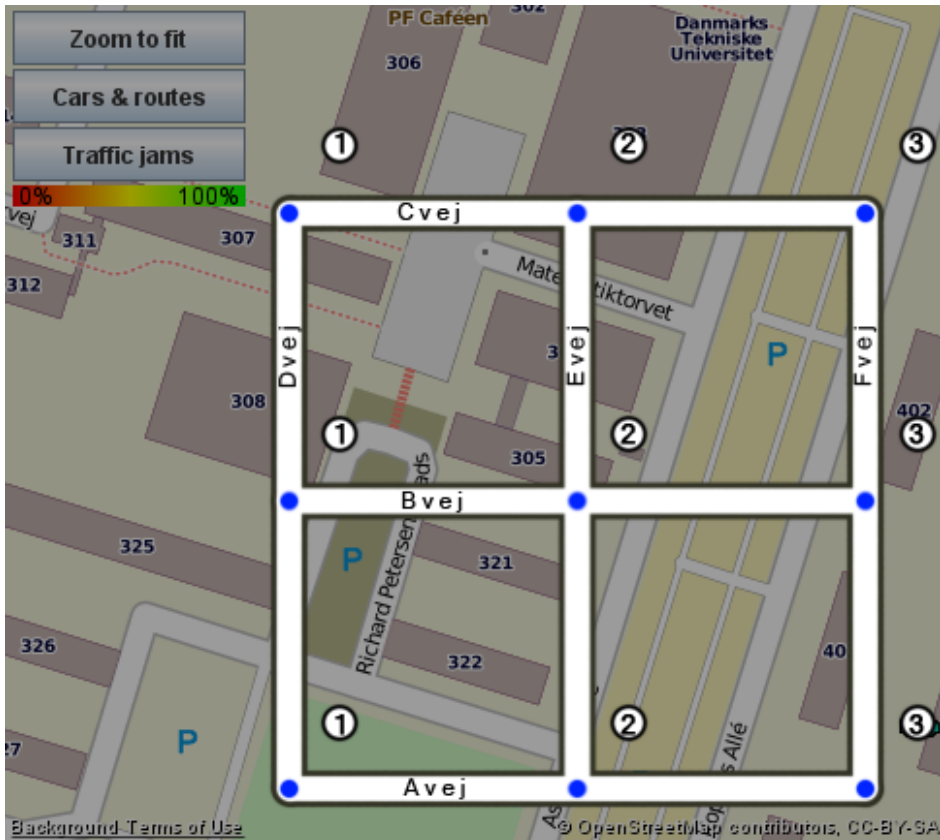 Zoom to fit
Cars & routes
Traffic jams
0% 100%
PF Caféen
302
306
Danmarks
Tekniske
Universitet
1
2
3
Cvej
311
307
312
Matematiktorvet
Dvej
Evej
Fvej
P
308
402
1
2
3
305
Bvej
325
P
321
Richard Petersens
326
322
1
2
3
P
Avej
Background Terms of Use
© OpenStreetMap contributors, CC-BY-SA